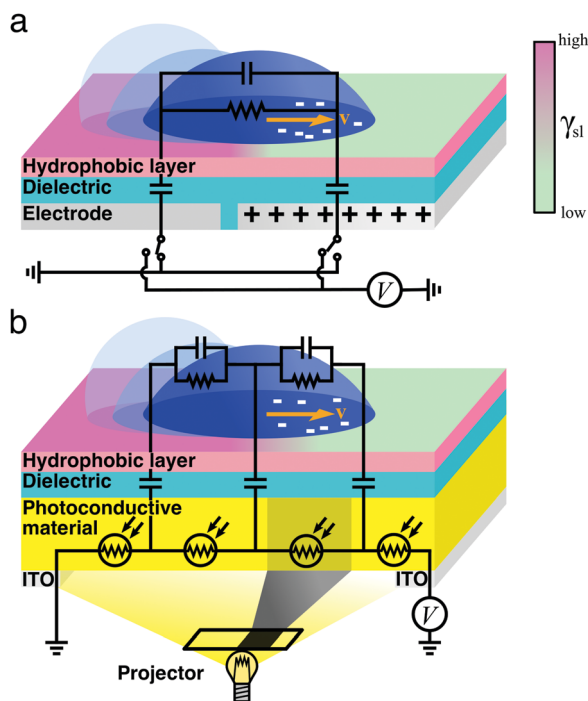 a
high
γsl
low
v
Hydrophobic layer
Dielectric
Electrode
+ + + + + + + +
V
b
v
Hydrophobic layer
Dielectric
Photoconductive
material
ITO
ITO
V
Projector